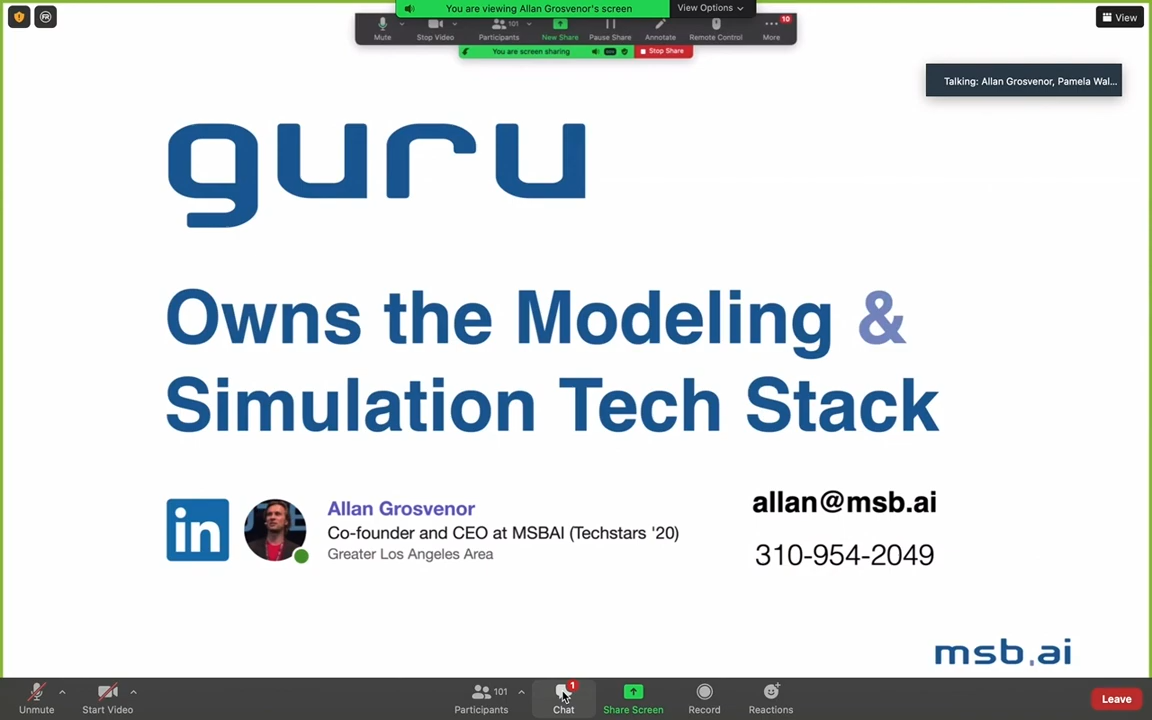 You are viewing Allan Grosvenor's screen
View Options
View
101
10
Mute
Stop Video
Participants
New Share
Pause Share
Annotate
Remote Control
More
You are screen sharing
Stop Share
Talking: Allan Grosvenor, Pamela Wal...
guru
Owns the Modeling &
Simulation Tech Stack
in
Allan Grosvenor
Co-founder and CEO at MSBAI (Techstars '20)
Greater Los Angeles Area
allan@msb.ai
310-954-2049
msb.ai
101
1
Unmute
Start Video
Participants
Chat
Share Screen
Record
Reactions
Leave